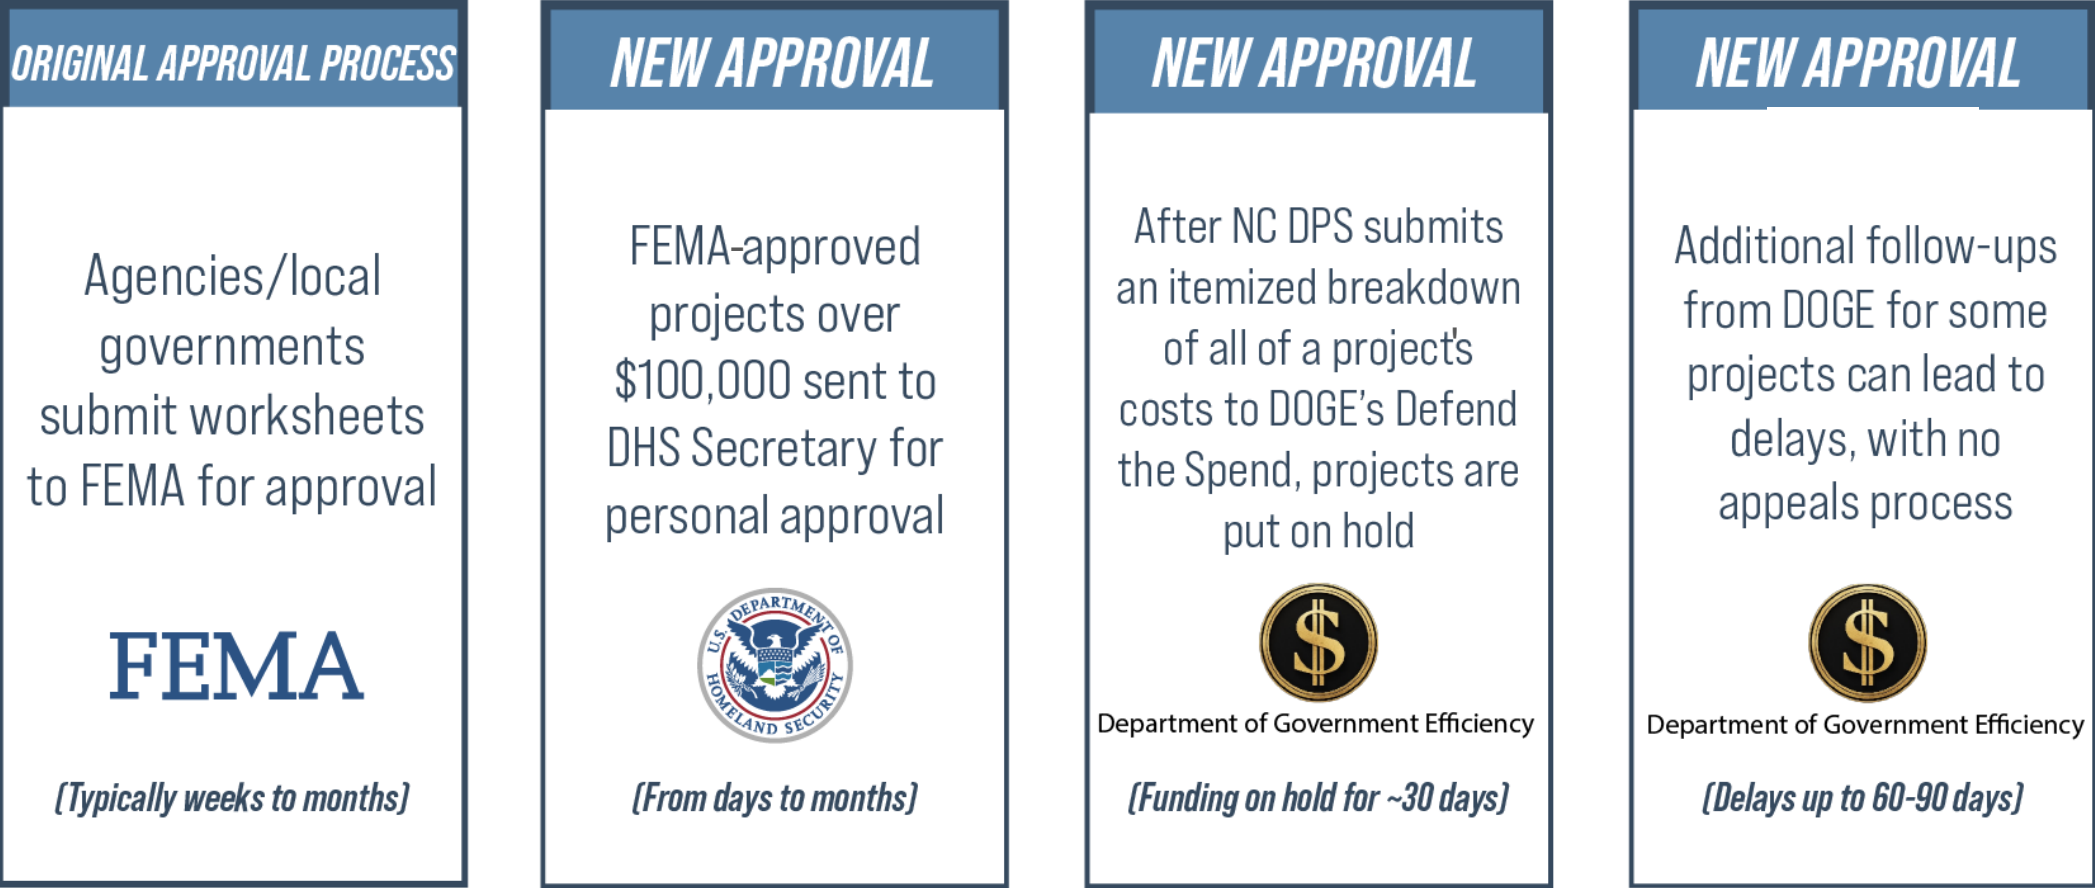 ORIGINAL APPROVAL PROCESS
Agencies/local
governments
submit worksheets
to FEMA for approval
FEMA
(Typically weeks to months)
NEW APPROVAL
FEMA-approved
projects over
$100,000 sent to
DHS Secretary for
personal approval
U.S. DEPARTMENT OF
HOMELAND SECURITY
(From days to months)
NEW APPROVAL
After NC DPS submits
an itemized breakdown
of all of a project's
costs to DOGE’s Defend
the Spend, projects are
put on hold
$
Department of Government Efficiency
(Funding on hold for ~30 days)
NEW APPROVAL
Additional follow-ups
from DOGE for some
projects can lead to
delays, with no
appeals process
$
Department of Government Efficiency
(Delays up to 60-90 days)